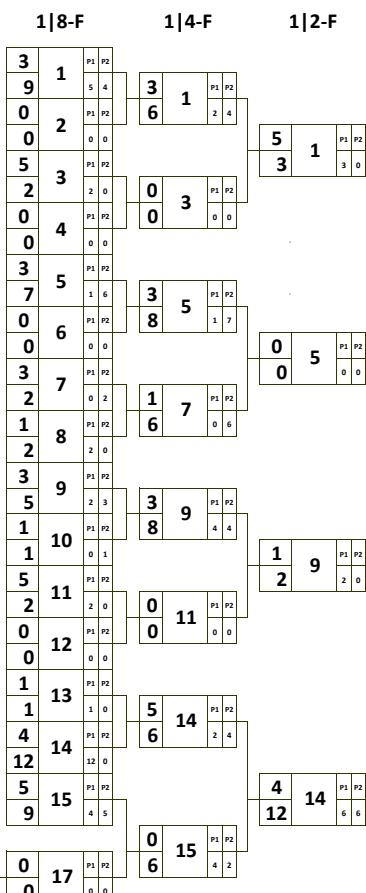 1|8-F
3 1 P1 P2
9 5 4
0 2 P1 P2
0 0 0
5 3 P1 P2
2 2 0
0 4 P1 P2
0 0 0
3 5 P1 P2
7 1 6
0 6 P1 P2
0 0 0
3 7 P1 P2
2 0 2
1 8 P1 P2
2 2 0
3 9 P1 P2
5 2 3
1 10 P1 P2
1 0 1
5 11 P1 P2
2 2 0
0 12 P1 P2
0 0 0
1 13 P1 P2
1 1 0
4 14 P1 P2
12 12 0
5 15 P1 P2
9 4 5
0 17 P1 P2
0 0 0
1|4-F
3 1 P1 P2
6 2 4
0 3 P1 P2
0 0 0
3 5 P1 P2
8 1 7
1 7 P1 P2
6 0 6
3 9 P1 P2
8 4 4
0 11 P1 P2
0 0 0
5 14 P1 P2
6 2 4
0 15 P1 P2
6 4 2
1|2-F
5 1 P1 P2
3 3 0
0 5 P1 P2
0 0 0
1 9 P1 P2
2 2 0
4 14 P1 P2
12 6 6